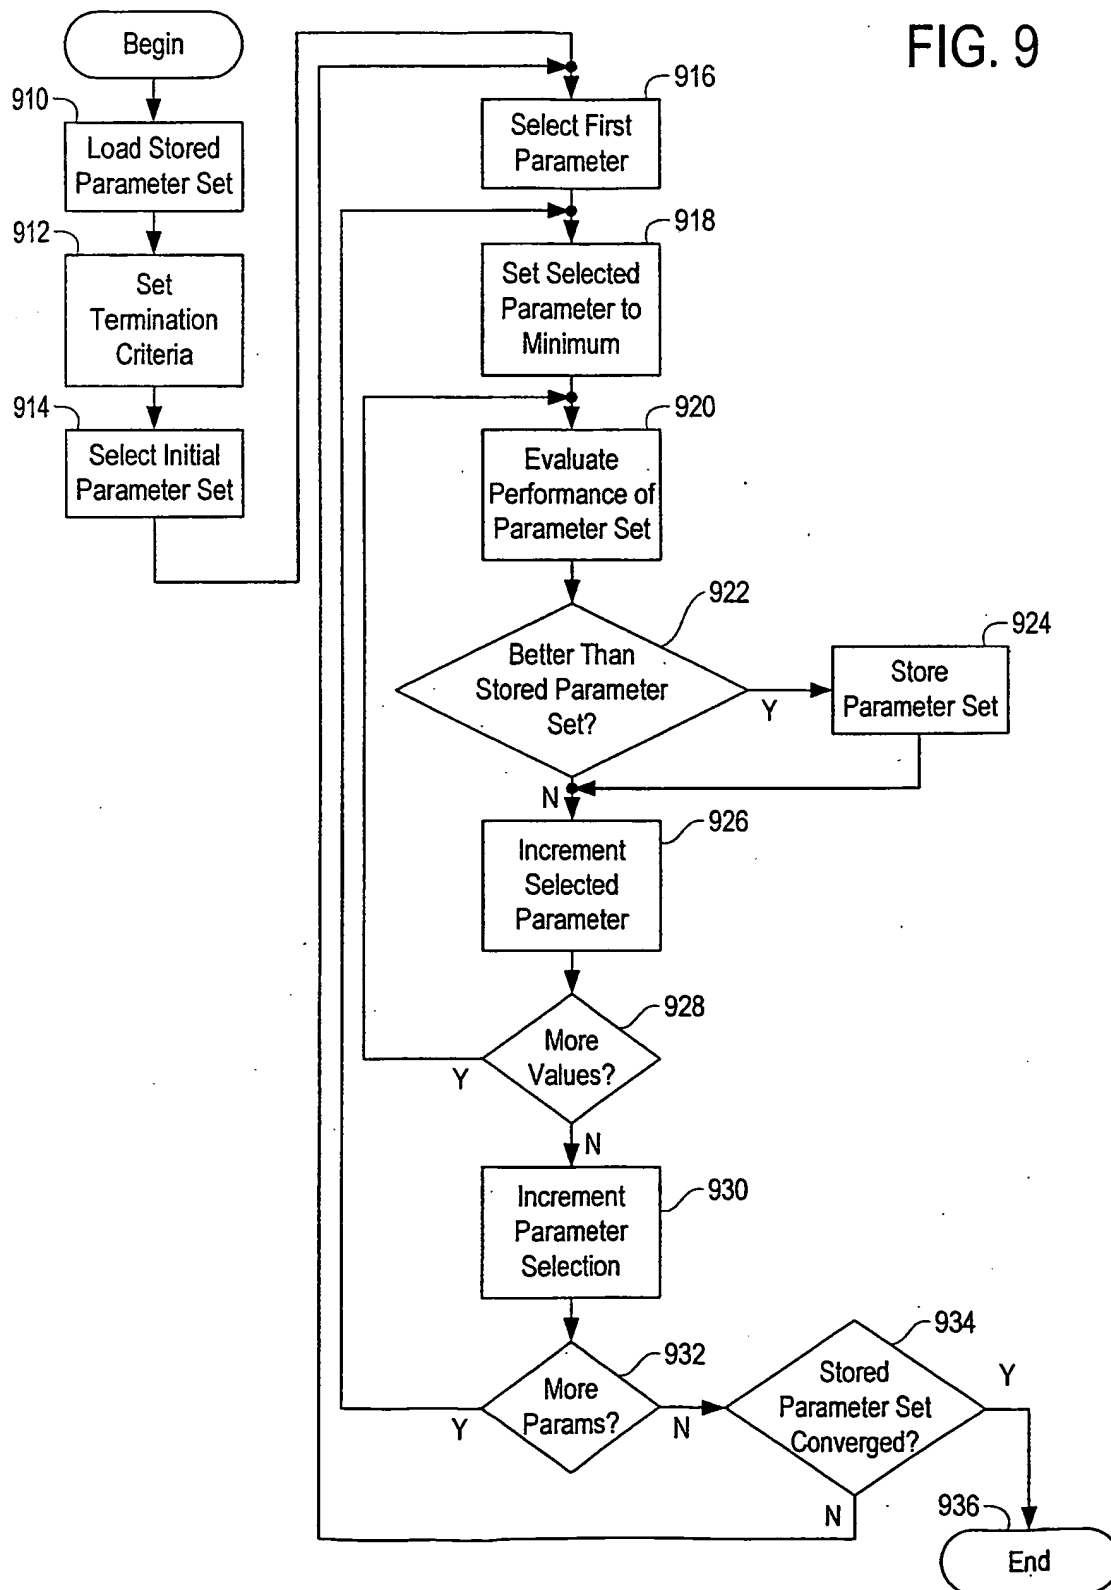 FIG. 9
Begin
910
Load Stored
Parameter Set
912
Set
Termination
Criteria
914
Select Initial
Parameter Set
916
Select First
Parameter
918
Set Selected
Parameter to
Minimum
920
Evaluate
Performance of
Parameter Set
922
Better Than
Stored Parameter
Set?
Y
N
924
Store
Parameter Set
926
Increment
Selected
Parameter
928
More
Values?
Y
N
930
Increment
Parameter
Selection
932
More
Params?
Y
N
934
Stored
Parameter Set
Converged?
Y
N
936
End